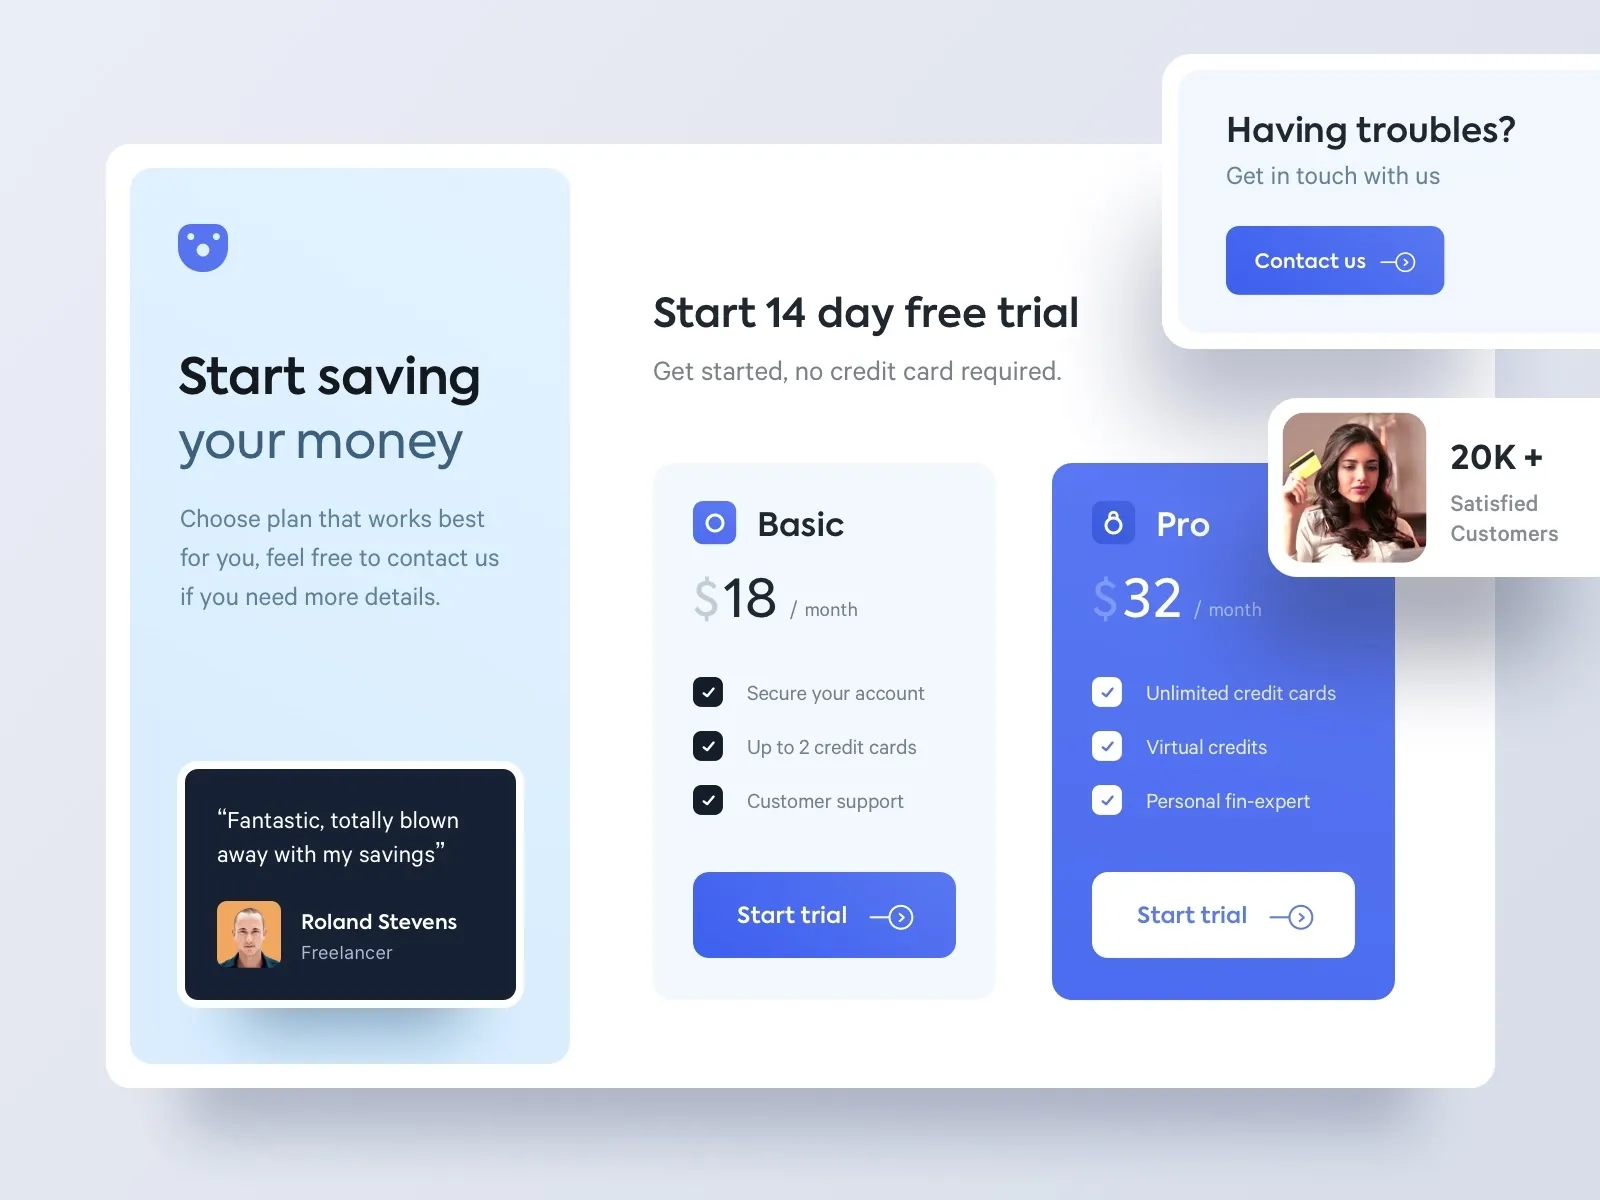 Having troubles?
Get in touch with us
Contact us
Start saving
your money
Choose plan that works best
for you, feel free to contact us
if you need more details.
“Fantastic, totally blown
away with my savings”
Roland Stevens
Freelancer
Start 14 day free trial
Get started, no credit card required.
Basic
$18 / month
Secure your account
Up to 2 credit cards
Customer support
Start trial
Pro
$32 / month
Unlimited credit cards
Virtual credits
Personal fin-expert
Start trial
20K +
Satisfied
Customers